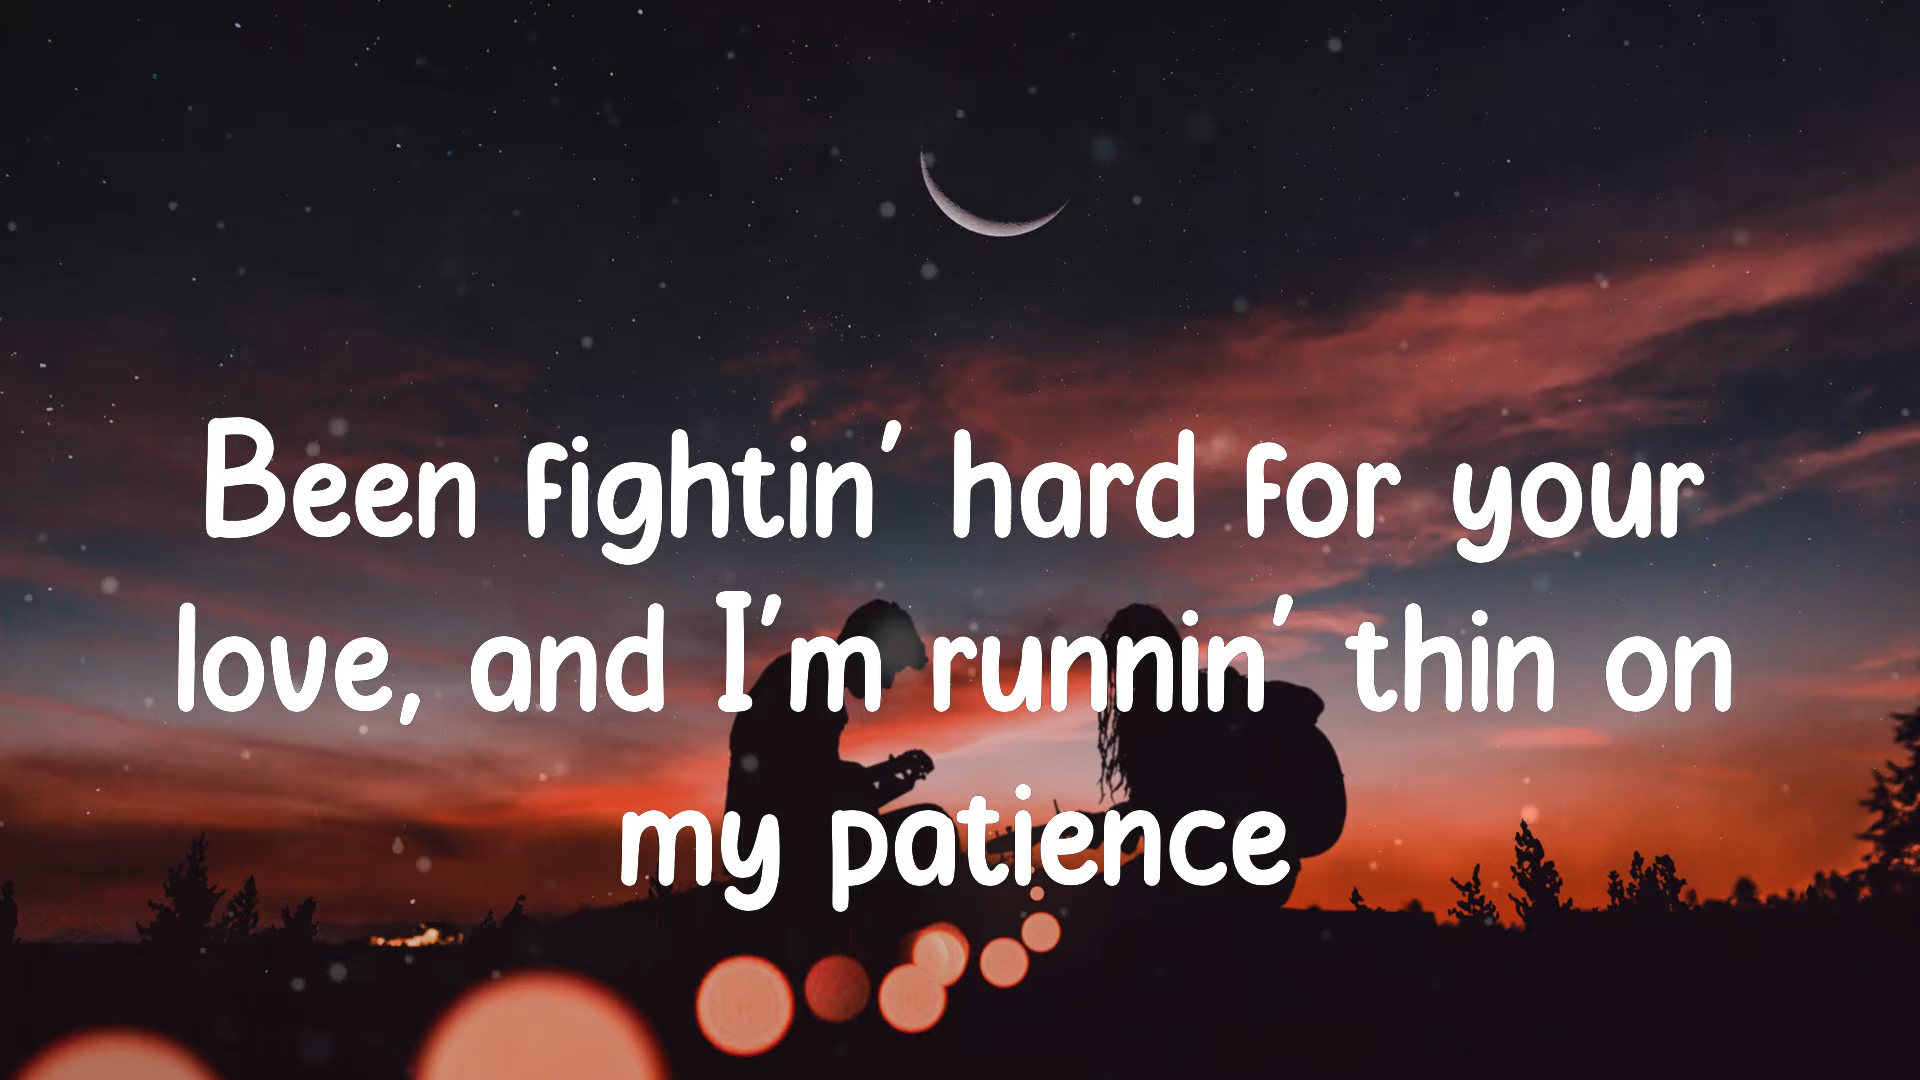 Been fightin' hard for your
love, and I'm runnin' thin on
my patience